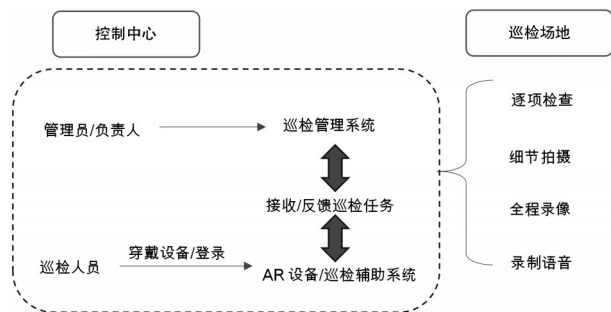 控制中心
巡检场地
管理员/负责人
巡检管理系统
接收/反馈巡检任务
穿戴设备/登录
巡检人员
AR 设备/巡检辅助系统
逐项检查
细节拍摄
全程录像
录制语音